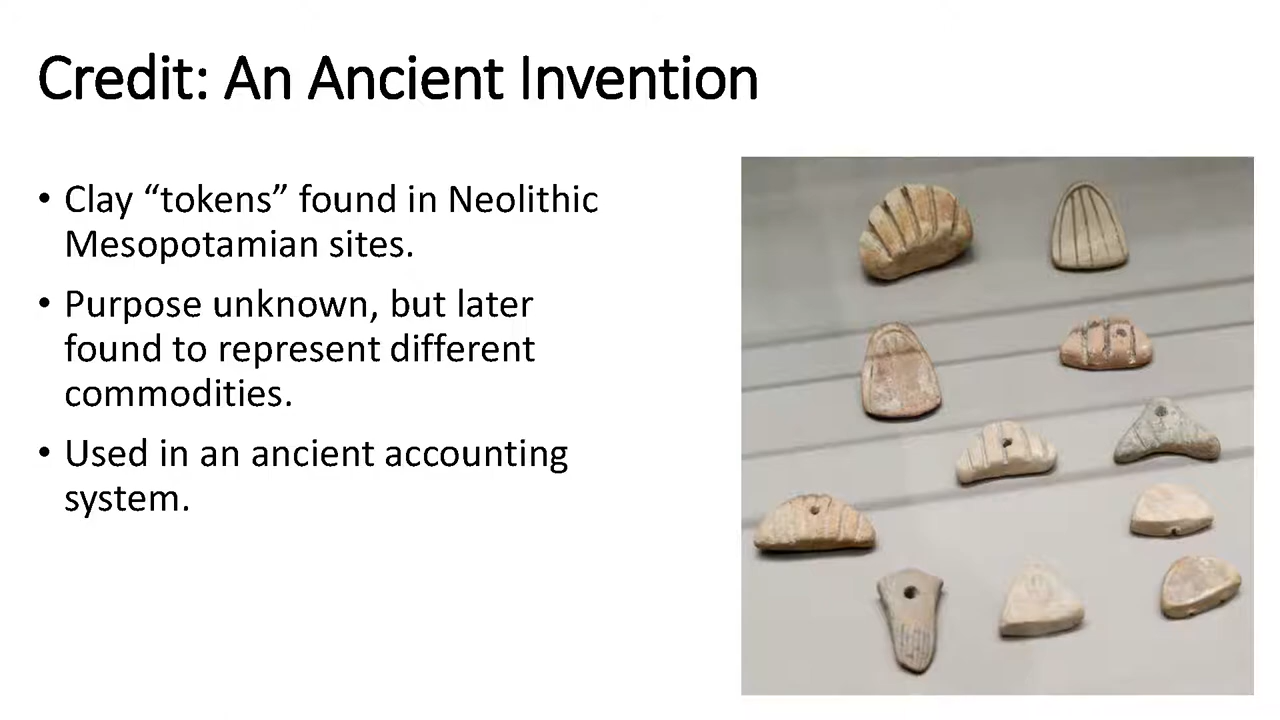 Credit: An Ancient Invention
• Clay “tokens” found in Neolithic
Mesopotamian sites.
• Purpose unknown, but later
found to represent different
commodities.
• Used in an ancient accounting
system.